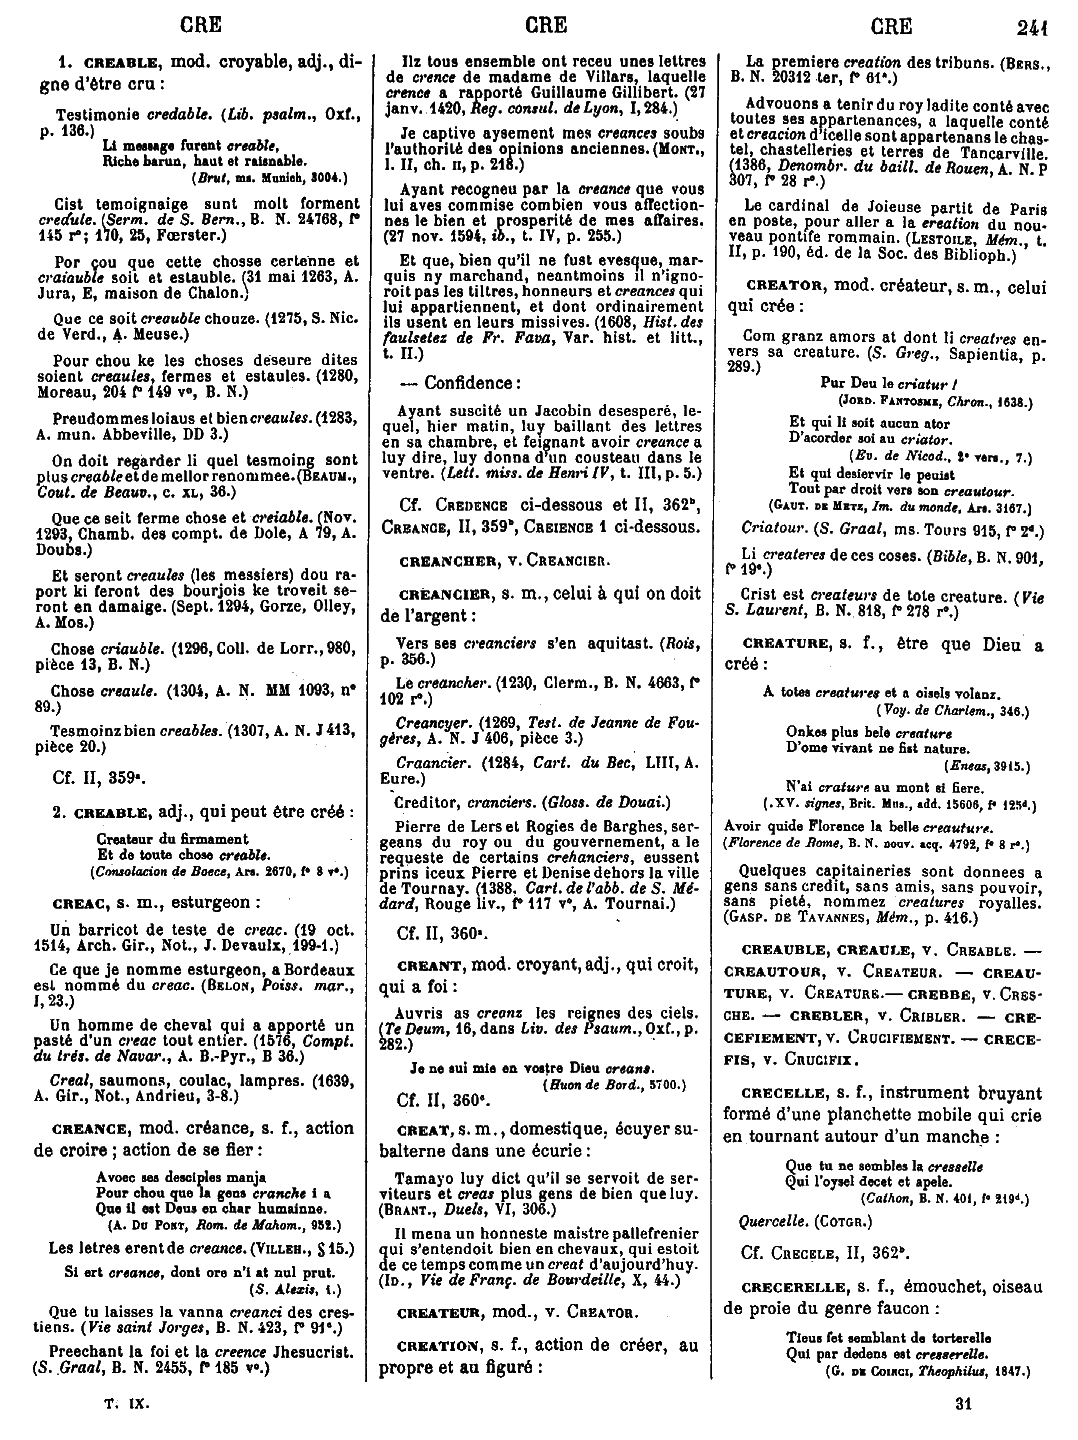 CRE CRE CRE 241
1. CREABLE, mod. croyable, adj., di-
gne d'être cru :
Testimonie credable. (Lib. psalm., Oxf.,
p. 136.)
Li message furent creable,
Riche barun, haut et raisnable.
(Brut, ms. Munich, 3004.)
Cist temoignaige sunt molt forment
credule. (Serm. de S. Bern., B. N. 24768, f°
145 r°; 170, 25, Fœrster.)
Por çou que cette chosse certenne et
craiauble soit et estauble. (31 mai 1263, A.
Jura, E, maison de Chalon.)
Que ce soit creauble chouze. (1275, S. Nic.
de Verd., A. Meuse.)
Pour chou ke les choses deseure dites
soient creaules, fermes et estaules. (1280,
Moreau, 204 f° 149 v°, B. N.)
Preudommes loiaus et bien creaules. (1283,
A. mun. Abbeville, DD 3.)
On doit regarder li quel tesmoing sont
plus creable et de mellor renommee. (BEAUM.,
Cout. de Beauv., c. XL, 36.)
Que ce seit ferme chose et creiable. (Nov.
1293, Chamb. des compt. de Dole, A 79, A.
Doubs.)
Et seront creaules (les messiers) dou ra-
port ki feront des bourjois ke troveit se-
ront en damaige. (Sept. 1294, Gorze, Olley,
A. Mos.)
Chose criauble. (1296, Coll. de Lorr., 980,
pièce 13, B. N.)
Chose creaule. (1304, A. N. MM 1093, n°
89.)
Tesmoinz bien creables. (1307, A. N. J 413,
pièce 20.)
Cf. II, 359ª.
2. CREABLE, adj., qui peut être créé :
Createur du firmament
Et de toute chose creable.
(Consolacion de Boece, Ars. 2670, f° 8 v°.)
CREAC, s. m., esturgeon :
Un barricot de teste de creac. (19 oct.
1514, Arch. Gir., Not., J. Devaulx, 199-1.)
Ce que je nomme esturgeon, a Bordeaux
est nommé du creac. (BELON, Poiss. mar.,
I, 23.)
Un homme de cheval qui a apporté un
pasté d'un creac tout entier. (1576, Compt.
du trés. de Navar., A. B.-Pyr., B 36.)
Creal, saumons, coulac, lampres. (1639,
A. Gir., Not., Andrieu, 3-8.)
CREANCE, mod. créance, s. f., action
de croire ; action de se fier :
Avoec ses desciples manja
Pour chou que la gens cranche i a
Que il est Deus en char humainne.
(A. DU PONT, Rom. de Mahom., 952.)
Les letres erent de creance. (VILLEH., § 15.)
Si ert creance, dont ore n'i at nul prut.
(S. Alexis, 1.)
Que tu laisses la vanna creanci des cres-
tiens. (Vie saint Jorges, B. N. 423, f° 91ª.)
Preechant la foi et la creence Jhesucrist.
(S. Graal, B. N. 2455, f° 185 v°.)
T. IX.
Ilz tous ensemble ont receu unes lettres
de crence de madame de Villars, laquelle
crence a rapporté Guillaume Gillibert. (27
janv. 1420, Reg. consul. de Lyon, I, 284.)
Je captive aysement mes creances soubs
l'authorité des opinions anciennes. (MONT.,
l. II, ch. II, p. 218.)
Ayant recogneu par la creance que vous
lui aves commise combien vous affection-
nes le bien et prosperité de mes affaires.
(27 nov. 1594, ib., t. IV, p. 255.)
Et que, bien qu'il ne fust evesque, mar-
quis ny marchand, neantmoins il n'igno-
roit pas les tiltres, honneurs et creances qui
lui appartiennent, et dont ordinairement
ils usent en leurs missives. (1608, Hist. des
faulsetez de Fr. Fava, Var. hist. et litt.,
t. II.)
— Confidence :
Ayant suscité un Jacobin desesperé, le-
quel, hier matin, luy baillant des lettres
en sa chambre, et feignant avoir creance a
luy dire, luy donna d'un cousteau dans le
ventre. (Lett. miss. de Henri IV, t. III, p. 5.)
Cf. CREDENCE ci-dessous et II, 362ᵇ,
CREANCE, II, 359ᵇ, CREIENCE 1 ci-dessous.
CREANCHER, v. CREANCIER.
CREANCIER, s. m., celui à qui on doit
de l'argent :
Vers ses creanciers s'en aquitast. (Rois,
p. 356.)
Le creancher. (1230, Clerm., B. N. 4663, f°
102 r°.)
Creancyer. (1269, Test. de Jeanne de Fou-
gères, A. N. J 406, pièce 3.)
Craancier. (1284, Cart. du Bec, LIII, A.
Eure.)
Creditor, cranciers. (Gloss. de Douai.)
Pierre de Lers et Rogies de Barghes, ser-
geans du roy ou du gouvernement, a le
requeste de certains crehanciers, eussent
prins iceux Pierre et Denise dehors la ville
de Tournay. (1388, Cart. de l'abb. de S. Mé-
dard, Rouge liv., f° 117 v°, A. Tournai.)
Cf. II, 360ª.
CREANT, mod. croyant, adj., qui croit,
qui a foi :
Auvris as creanz les reignes des ciels.
(Te Deum, 16, dans Liv. des Psaum., Oxf., p.
282.)
Je ne sui mie en vostre Dieu creans.
(Huon de Bord., 5700.)
Cf. II, 360ᶜ.
CREAT, s. m., domestique, écuyer su-
balterne dans une écurie :
Tamayo luy dict qu'il se servoit de ser-
viteurs et creas plus gens de bien que luy.
(BRANT., Duels, VI, 306.)
Il mena un honneste maistre pallefrenier
qui s'entendoit bien en chevaux, qui estoit
de ce temps comme un creat d'aujourd'huy.
(ID., Vie de Franç. de Bourdeille, X, 44.)
CREATEUR, mod., v. CREATOR.
CREATION, s. f., action de créer, au
propre et au figuré :
La premiere creation des tribuns. (BERS.,
B. N. 20312 ter, f° 61ª.)
Advouons a tenir du roy ladite conté avec
toutes ses appartenances, a laquelle conté
et creacion d'icelle sont appartenans le chas-
tel, chastelleries et terres de Tancarville.
(1386, Denombr. du baill. de Rouen, A. N. P
307, f° 28 r°.)
Le cardinal de Joieuse partit de Paris
en poste, pour aller a la creation du nou-
veau pontife rommain. (LESTOILE, Mém., t.
II, p. 190, éd. de la Soc. des Biblioph.)
CREATOR, mod. créateur, s. m., celui
qui crée :
Com granz amors at dont li creatres en-
vers sa creature. (S. Greg., Sapientia, p.
289.)
Pur Deu le criatur !
(JORD. FANTOSME, Chron., 1638.)
Et qui li soit aucun ator
D'acorder soi au criator.
(Ev. de Nicod., 2ᵉ vers., 7.)
Et qui desiervir le peuist
Tout par droit vers son creautour.
(GAUT. DE METZ, Im. du monde, Ars. 3167.)
Criatour. (S. Graal, ms. Tours 915, f° 2ᵈ.)
Li createres de ces coses. (Bible, B. N. 901,
f° 19ª.)
Crist est createurs de tote creature. (Vie
S. Laurent, B. N. 818, f° 278 r°.)
CREATURE, s. f., être que Dieu a
créé :
A totes creatures et a oisels volanz.
(Voy. de Charlem., 346.)
Onkes plus bele creature
D'ome vivant ne fist nature.
(Eneas, 3915.)
N'ai crature au mont si fiere.
(.XV. signes, Brit. Mus., add. 15606, f° 125ᵈ.)
Avoir quide Florence la belle creauture.
(Florence de Rome, B. N. nouv. acq. 4792, f° 8 r°.)
Quelques capitaineries sont donnees a
gens sans credit, sans amis, sans pouvoir,
sans pieté, nommez creatures royalles.
(GASP. DE TAVANNES, Mém., p. 416.)
CREAUBLE, CREAULE, v. CREABLE. —
CREAUTOUR, v. CREATEUR. — CREAU-
TURE, v. CREATURE. — CREBBE, v. CRES-
CHE. — CREBLER, v. CRIBLER. — CRE-
CEFIEMENT, v. CRUCIFIEMENT. — CRECE-
FIS, v. CRUCIFIX.
CRECELLE, s. f., instrument bruyant
formé d'une planchette mobile qui crie
en tournant autour d'un manche :
Que tu ne sembles la cresselle
Qui l'oysel decet et apele.
(Cathon, B. N. 401, f° 219ᵈ.)
Quercelle. (COTGR.)
Cf. CRECELE, II, 362ᵇ.
CRECERELLE, s. f., émouchet, oiseau
de proie du genre faucon :
Tieus fet semblant de torterelle
Qui par dedens est cresserelle.
(G. DE COINCI, Theophilus, 1847.)
31